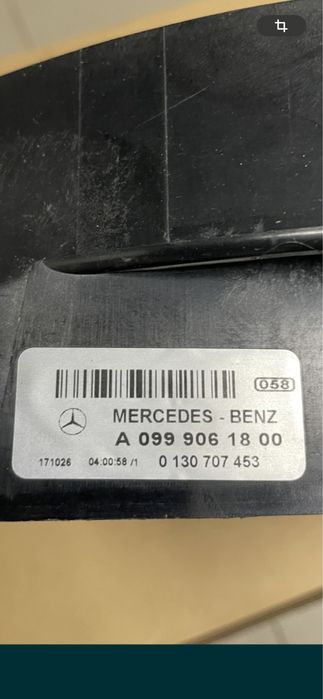 058
MERCEDES - BENZ
A 099 906 18 00
171026 04:00:58 /1 0 130 707 453